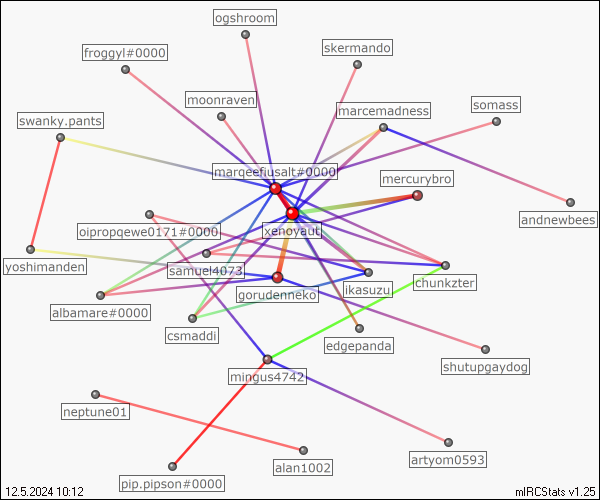 ogshroom
skermando
froggyl#0000
moonraven
marcemadness
somass
swanky.pants
marqeefiusalt#0000
mercurybro
andnewbees
oipropqewe0171#0000
xenoyaut
yoshimanden
samuel4073
gorudenneko
ikasuzu
chunkzter
albamare#0000
csmaddi
edgepanda
shutupgaydog
mingus4742
neptune01
artyom0593
alan1002
pip.pipson#0000
12.5.2024 10:12
mIRCStats v1.25